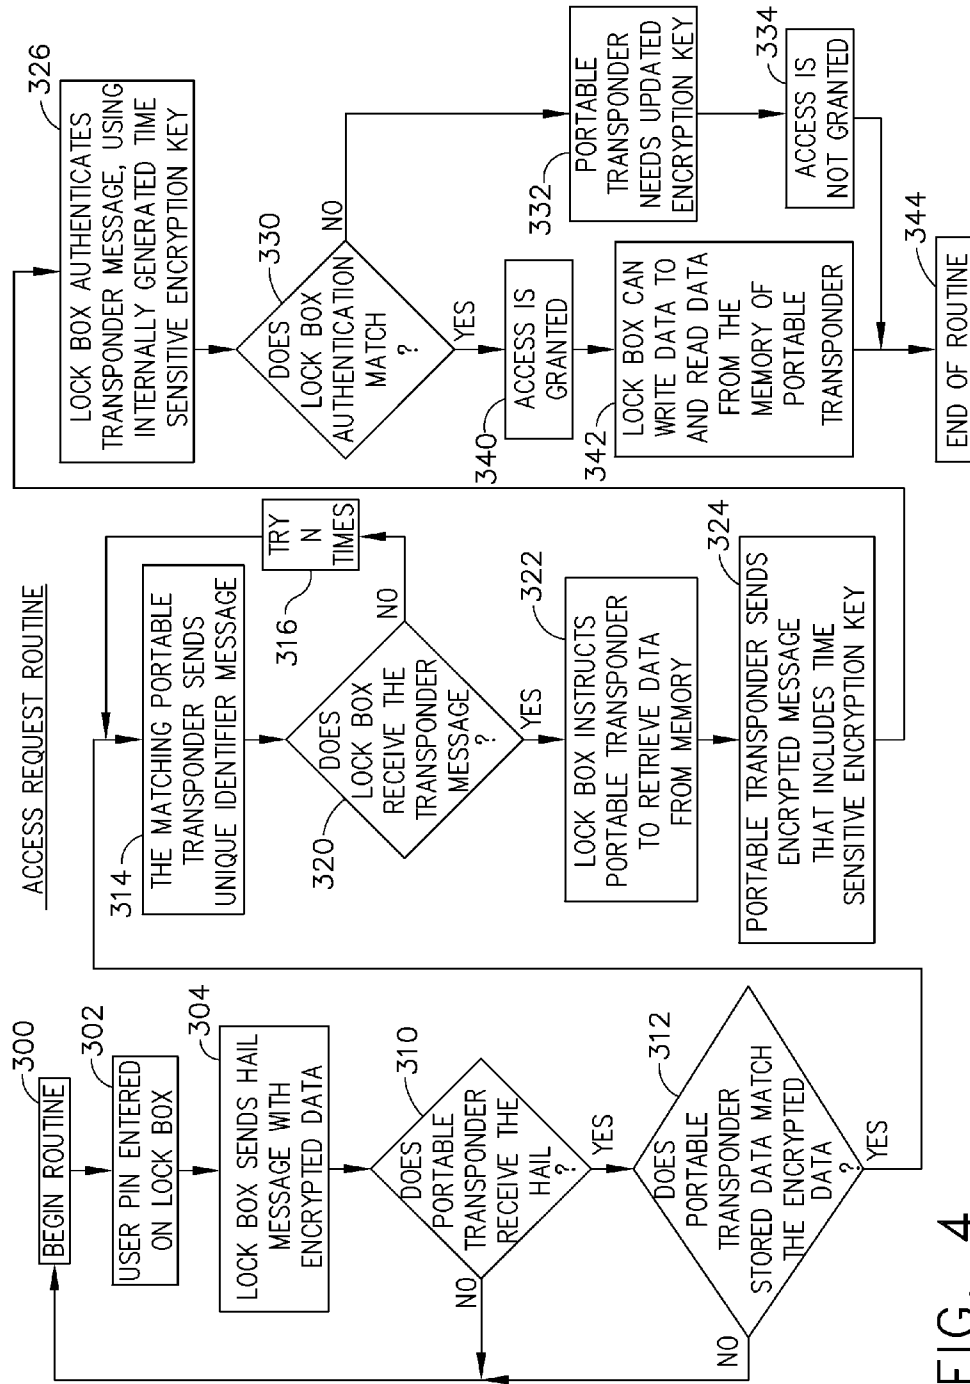 ACCESS REQUEST ROUTINE
300
BEGIN ROUTINE
302
USER PIN ENTERED
ON LOCK BOX
304
LOCK BOX SENDS HAIL
MESSAGE WITH
ENCRYPTED DATA
310
DOES
PORTABLE
TRANSPONDER
RECEIVE THE
HAIL
?
NO
YES
312
DOES
PORTABLE
TRANSPONDER
STORED DATA MATCH
THE ENCRYPTED
DATA
?
NO
YES
314
THE MATCHING PORTABLE
TRANSPONDER SENDS
UNIQUE IDENTIFIER MESSAGE
316
TRY
N
TIMES
320
DOES
LOCK BOX
RECEIVE THE
TRANSPONDER
MESSAGE
?
NO
YES
322
LOCK BOX INSTRUCTS
PORTABLE TRANSPONDER
TO RETRIEVE DATA
FROM MEMORY
324
PORTABLE TRANSPONDER SENDS
ENCRYPTED MESSAGE
THAT INCLUDES TIME
SENSITIVE ENCRYPTION KEY
326
LOCK BOX AUTHENTICATES
TRANSPONDER MESSAGE, USING
INTERNALLY GENERATED TIME
SENSITIVE ENCRYPTION KEY
330
DOES
LOCK BOX
AUTHENTICATION
MATCH
?
NO
YES
332
PORTABLE
TRANSPONDER
NEEDS UPDATED
ENCRYPTION KEY
334
ACCESS IS
NOT GRANTED
340
ACCESS IS
GRANTED
342
LOCK BOX CAN
WRITE DATA TO
AND READ DATA
FROM THE
MEMORY OF
PORTABLE
TRANSPONDER
344
END OF ROUTINE
FIG. 4